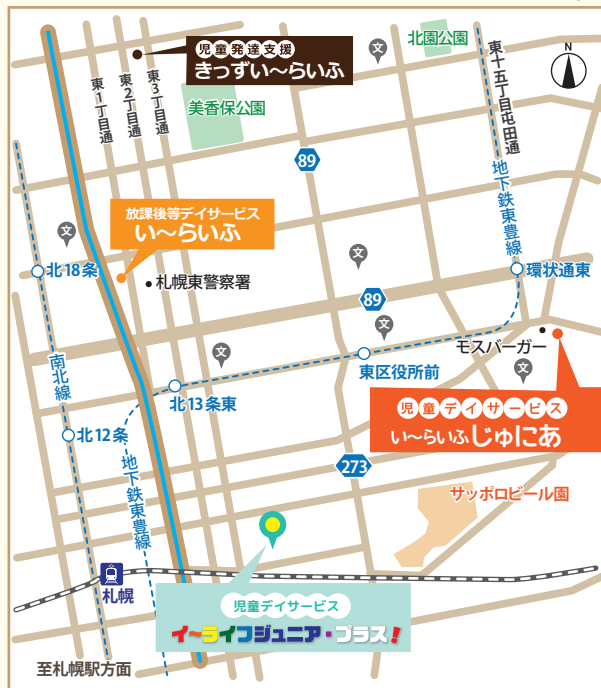 児童発達支援
きっずい～らいふ
北園公園
文
N
東1丁目通
東2丁目通
東3丁目通
美香保公園
東十五丁目屯田通
89
地下鉄東豊線
放課後等デイサービス
い～らいふ
文
文
北18条
札幌東警察署
環状通東
89
文
文
モスバーガー
東区役所前
文
南北線
北13条東
児童デイサービス
い～らいふじゅにあ
北12条
地下鉄東豊線
273
サッポロビール園
札幌
児童デイサービス
イ～ライフジュニア・プラス!
至札幌駅方面